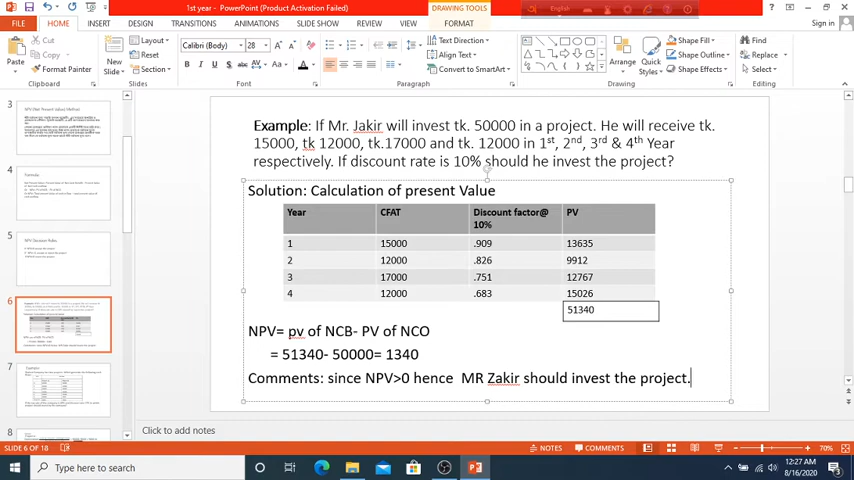 1st year - PowerPoint (Product Activation Failed)
DRAWING TOOLS
English
Sign in
FILE HOME INSERT DESIGN TRANSITIONS ANIMATIONS SLIDE SHOW REVIEW VIEW FORMAT
Paste
Cut
Copy
Format Painter
Clipboard
New Slide
Layout
Reset
Section
Slides
Calibri (Body) 28
Font
Paragraph
Text Direction
Align Text
Convert to SmartArt
Arrange
Quick Styles
Shape Fill
Shape Outline
Shape Effects
Drawing
Find
Replace
Select
Editing
3
4
5
6
7
8
Example: If Mr. Jakir will invest tk. 50000 in a project. He will receive tk.
15000, tk 12000, tk.17000 and tk. 12000 in 1st, 2nd, 3rd & 4th Year
respectively. If discount rate is 10% should he invest the project?
Solution: Calculation of present Value
Year CFAT Discount factor@ PV
10%
1 15000 .909 13635
2 12000 .826 9912
3 17000 .751 12767
4 12000 .683 15026
51340
NPV= pv of NCB- PV of NCO
= 51340- 50000= 1340
Comments: since NPV>0 hence MR Zakir should invest the project.
Click to add notes
SLIDE 6 OF 18
NOTES COMMENTS 70%
Type here to search
12:27 AM
8/16/2020